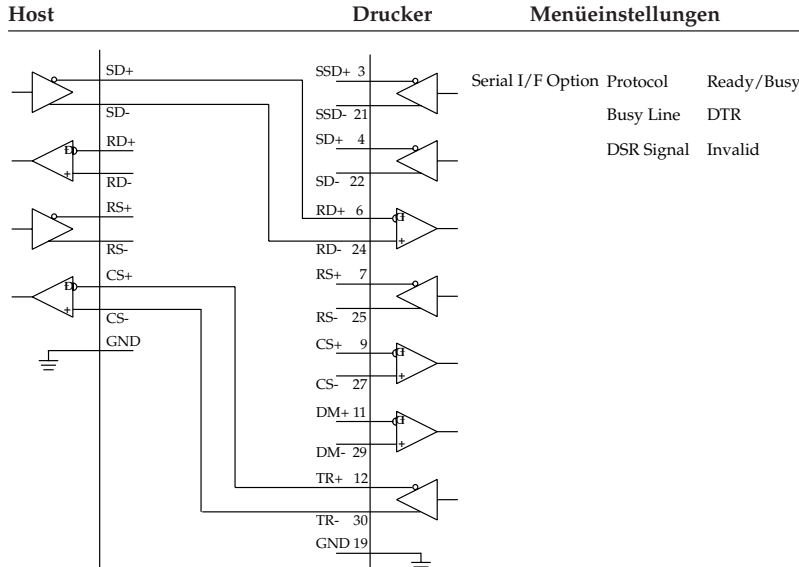 Host Drucker Menüeinstellungen
SD+ SSD+ 3 Serial I/F Option Protocol Ready/Busy
SD- SSD- 21 Busy Line DTR
RD+ SD+ 4 DSR Signal Invalid
RD- SD- 22
RS+ RD+ 6
RS- RD- 24
CS+ RS+ 7
CS- RS- 25
GND CS+ 9
CS- 27
DM+ 11
DM- 29
TR+ 12
TR- 30
GND 19